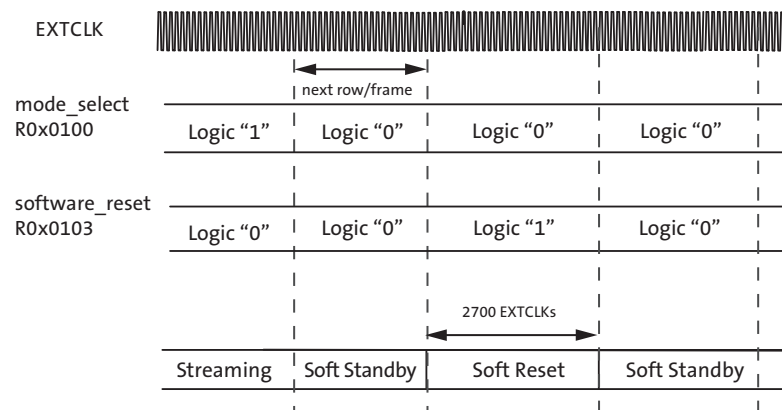 EXTCLK
next row/frame
mode_select
R0x0100
Logic “1” Logic “0” Logic “0” Logic “0”
software_reset
R0x0103
Logic “0” Logic “0” Logic “1” Logic “0”
2700 EXTCLKs
Streaming Soft Standby Soft Reset Soft Standby